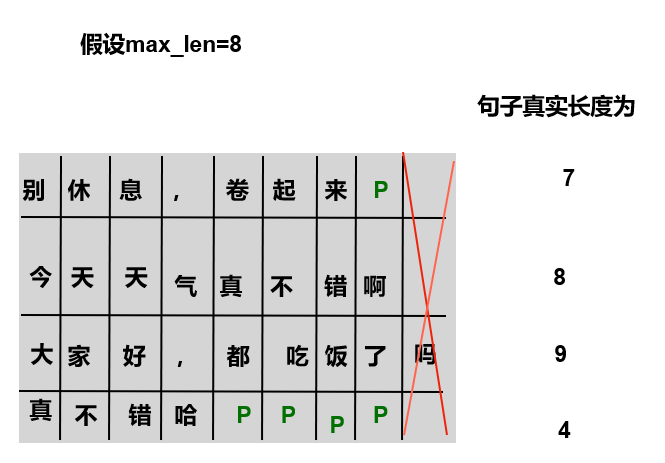 假设max_len=8
句子真实长度为
别 休 息 , 卷 起 来 P 7
今 天 天 气 真 不 错 啊 8
大 家 好 , 都 吃 饭 了 吗 9
真 不 错 哈 P P P P 4